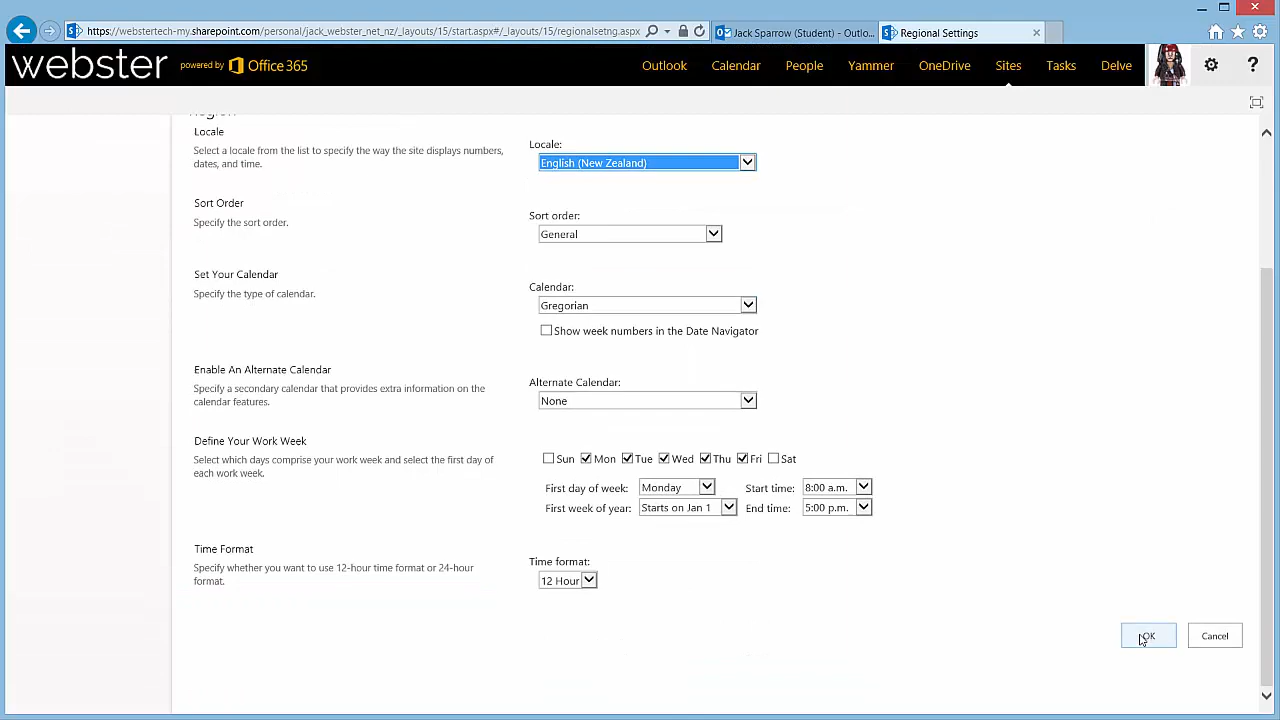 https://webstertech-my.sharepoint.com/personal/jack_webster_net_nz/_layouts/15/start.aspx#/_layouts/15/regionalsetng.aspx
Jack Sparrow (Student) - Outlo...
Regional Settings
webster powered by Office 365
Outlook Calendar People Yammer OneDrive Sites Tasks Delve ?
Region
Locale
Select a locale from the list to specify the way the site displays numbers,
dates, and time.
Locale:
English (New Zealand)
Sort Order
Specify the sort order.
Sort order:
General
Set Your Calendar
Specify the type of calendar.
Calendar:
Gregorian
Show week numbers in the Date Navigator
Enable An Alternate Calendar
Specify a secondary calendar that provides extra information on the
calendar features.
Alternate Calendar:
None
Define Your Work Week
Select which days comprise your work week and select the first day of
each work week.
Sun Mon Tue Wed Thu Fri Sat
First day of week: Monday Start time: 8:00 a.m.
First week of year: Starts on Jan 1 End time: 5:00 p.m.
Time Format
Specify whether you want to use 12-hour time format or 24-hour
format.
Time format:
12 Hour
OK Cancel